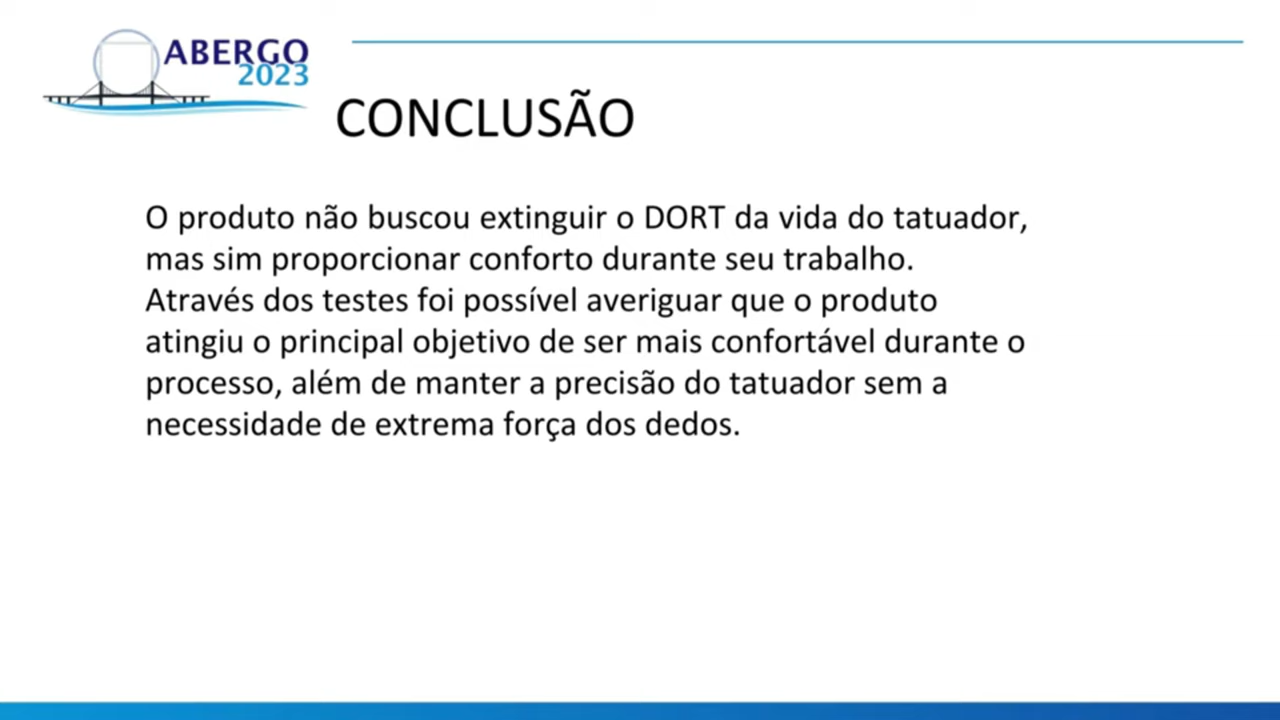 ABERGO
2023
CONCLUSÃO
O produto não buscou extinguir o DORT da vida do tatuador,
mas sim proporcionar conforto durante seu trabalho.
Através dos testes foi possível averiguar que o produto
atingiu o principal objetivo de ser mais confortável durante o
processo, além de manter a precisão do tatuador sem a
necessidade de extrema força dos dedos.